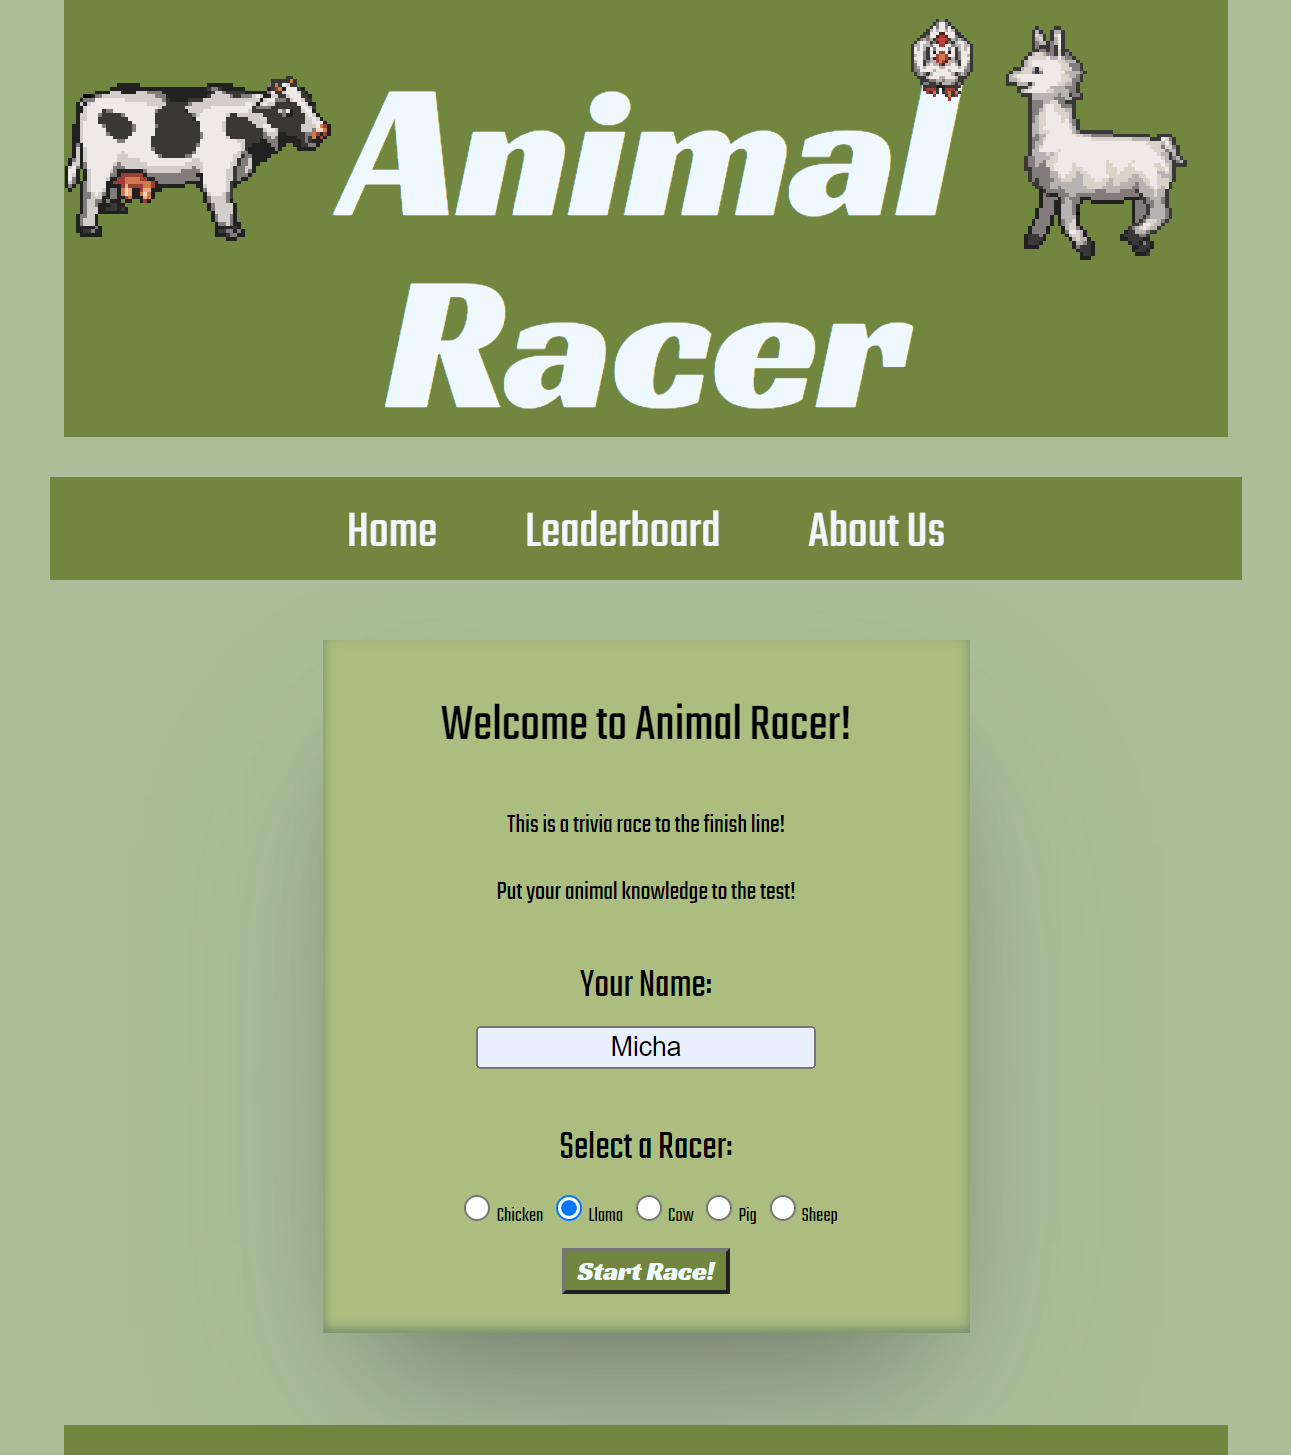 Animal
Racer
Home Leaderboard About Us
Welcome to Animal Racer!
This is a trivia race to the finish line!
Put your animal knowledge to the test!
Your Name:
Micha
Select a Racer:
Chicken Llama Cow Pig Sheep
Start Race!